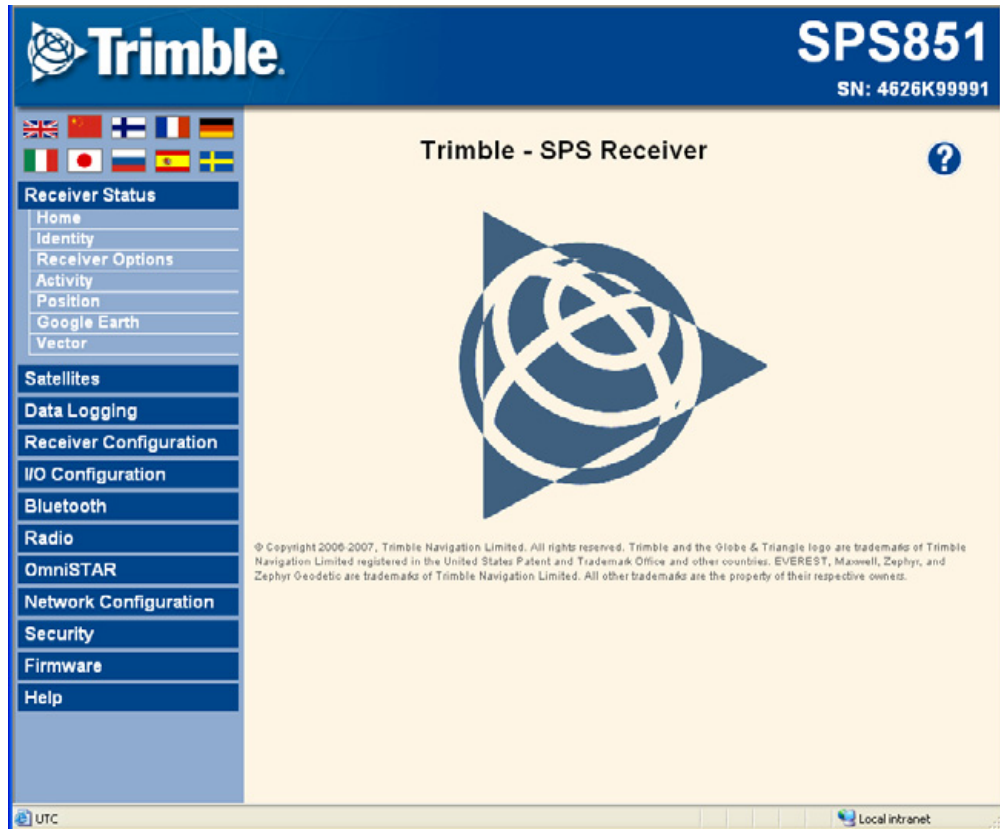 Trimble.
SPS851
SN: 4626K99991
Receiver Status
Home
Identity
Receiver Options
Activity
Position
Google Earth
Vector
Satellites
Data Logging
Receiver Configuration
I/O Configuration
Bluetooth
Radio
OmniSTAR
Network Configuration
Security
Firmware
Help
Trimble - SPS Receiver
?
© Copyright 2006-2007, Trimble Navigation Limited. All rights reserved. Trimble and the Globe & Triangle logo are trademarks of Trimble
Navigation Limited registered in the United States Patent and Trademark Office and other countries. EVEREST, Maxwell, Zephyr, and
Zephyr Geodetic are trademarks of Trimble Navigation Limited. All other trademarks are the property of their respective owners.
UTC
Local intranet